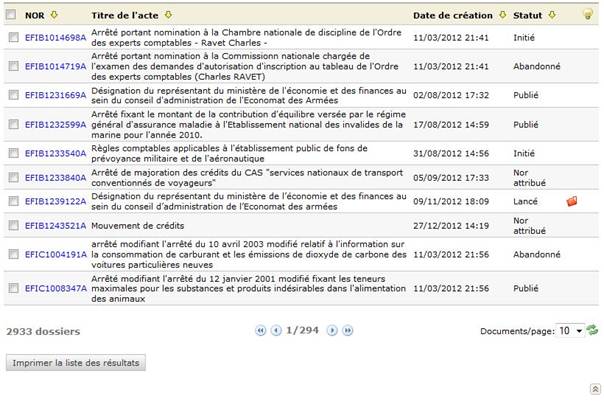 NOR Titre de l'acte Date de création Statut
EFIB1014698A Arrêté portant nomination à la Chambre nationale de discipline de l'Ordre des experts comptables - Ravet Charles - 11/03/2012 21:41 Initié
EFIB1014719A Arrêté portant nomination à la Commissionn nationale chargée de l'examen des demandes d'autorisation d'inscription au tableau de l'Ordre des experts comptables (Charles RAVET) 11/03/2012 21:41 Abandonné
EFIB1231669A Désignation du représentant du ministère de l'économie et des finances au sein du conseil d'administration de l'Economat des Armées 02/08/2012 17:32 Publié
EFIB1232599A Arrêté fixant le montant de la contribution d'équilibre versée par le régime général d'assurance maladie à l'Etablissement national des invalides de la marine pour l'année 2010. 17/08/2012 14:59 Publié
EFIB1233540A Règles comptables applicables à l'établissement public de fons de prévoyance militaire et de l'aéronautique 31/08/2012 14:56 Initié
EFIB1233840A Arrêté de majoration des crédits du CAS "services nationaux de transport conventionnés de voyageurs" 05/09/2012 17:33 Nor attribué
EFIB1239122A Désignation du représentant du ministère de l'économie et des finances au sein du conseil d'administration de l'Economat des armées 09/11/2012 18:09 Lancé
EFIB1243521A Mouvement de crédits 27/12/2012 14:19 Nor attribué
EFIC1004191A arrêté modifiant l'arrêté du 10 avril 2003 modifié relatif à l'information sur la consommation de carburant et les émissions de dioxyde de carbone des voitures particulières neuves 11/03/2012 21:56 Abandonné
EFIC1008347A Arrêté modifiant l'arrêté du 12 janvier 2001 modifié fixant les teneurs maximales pour les substances et produits indésirables dans l'alimentation des animaux 11/03/2012 21:56 Publié
2933 dossiers 1/294 Documents/page: 10
Imprimer la liste des résultats